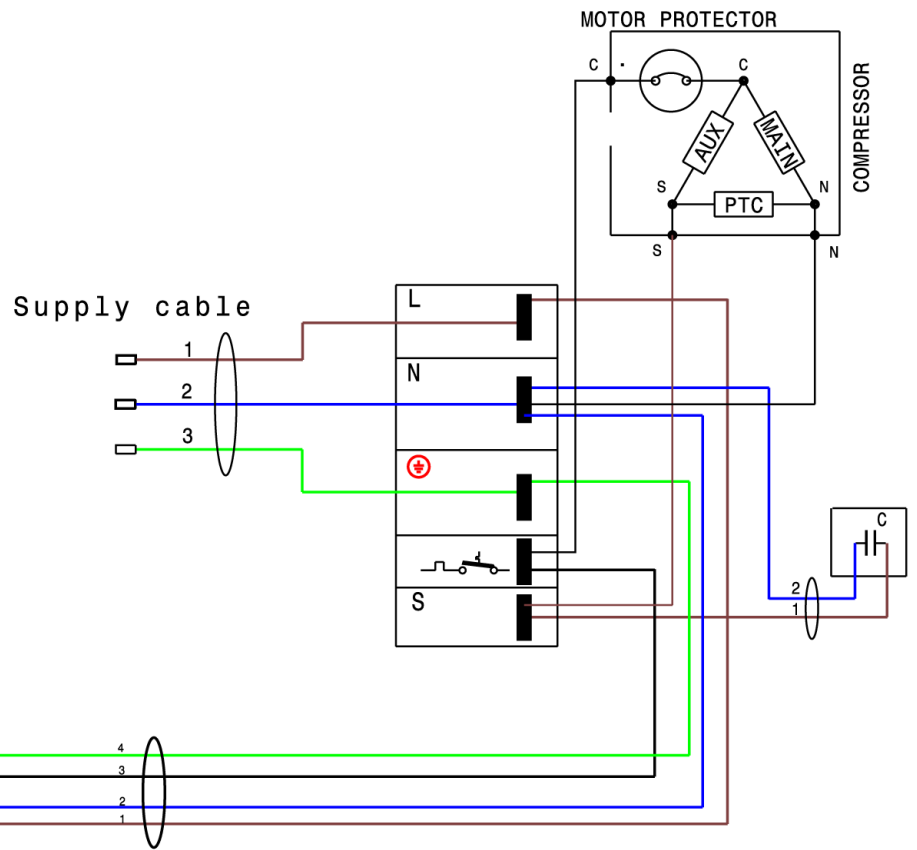 MOTOR PROTECTOR
C
C
AUX
MAIN
COMPRESSOR
S
N
PTC
S
N
Supply cable
L
1
N
2
3
C
S
2
1
4
3
2
1